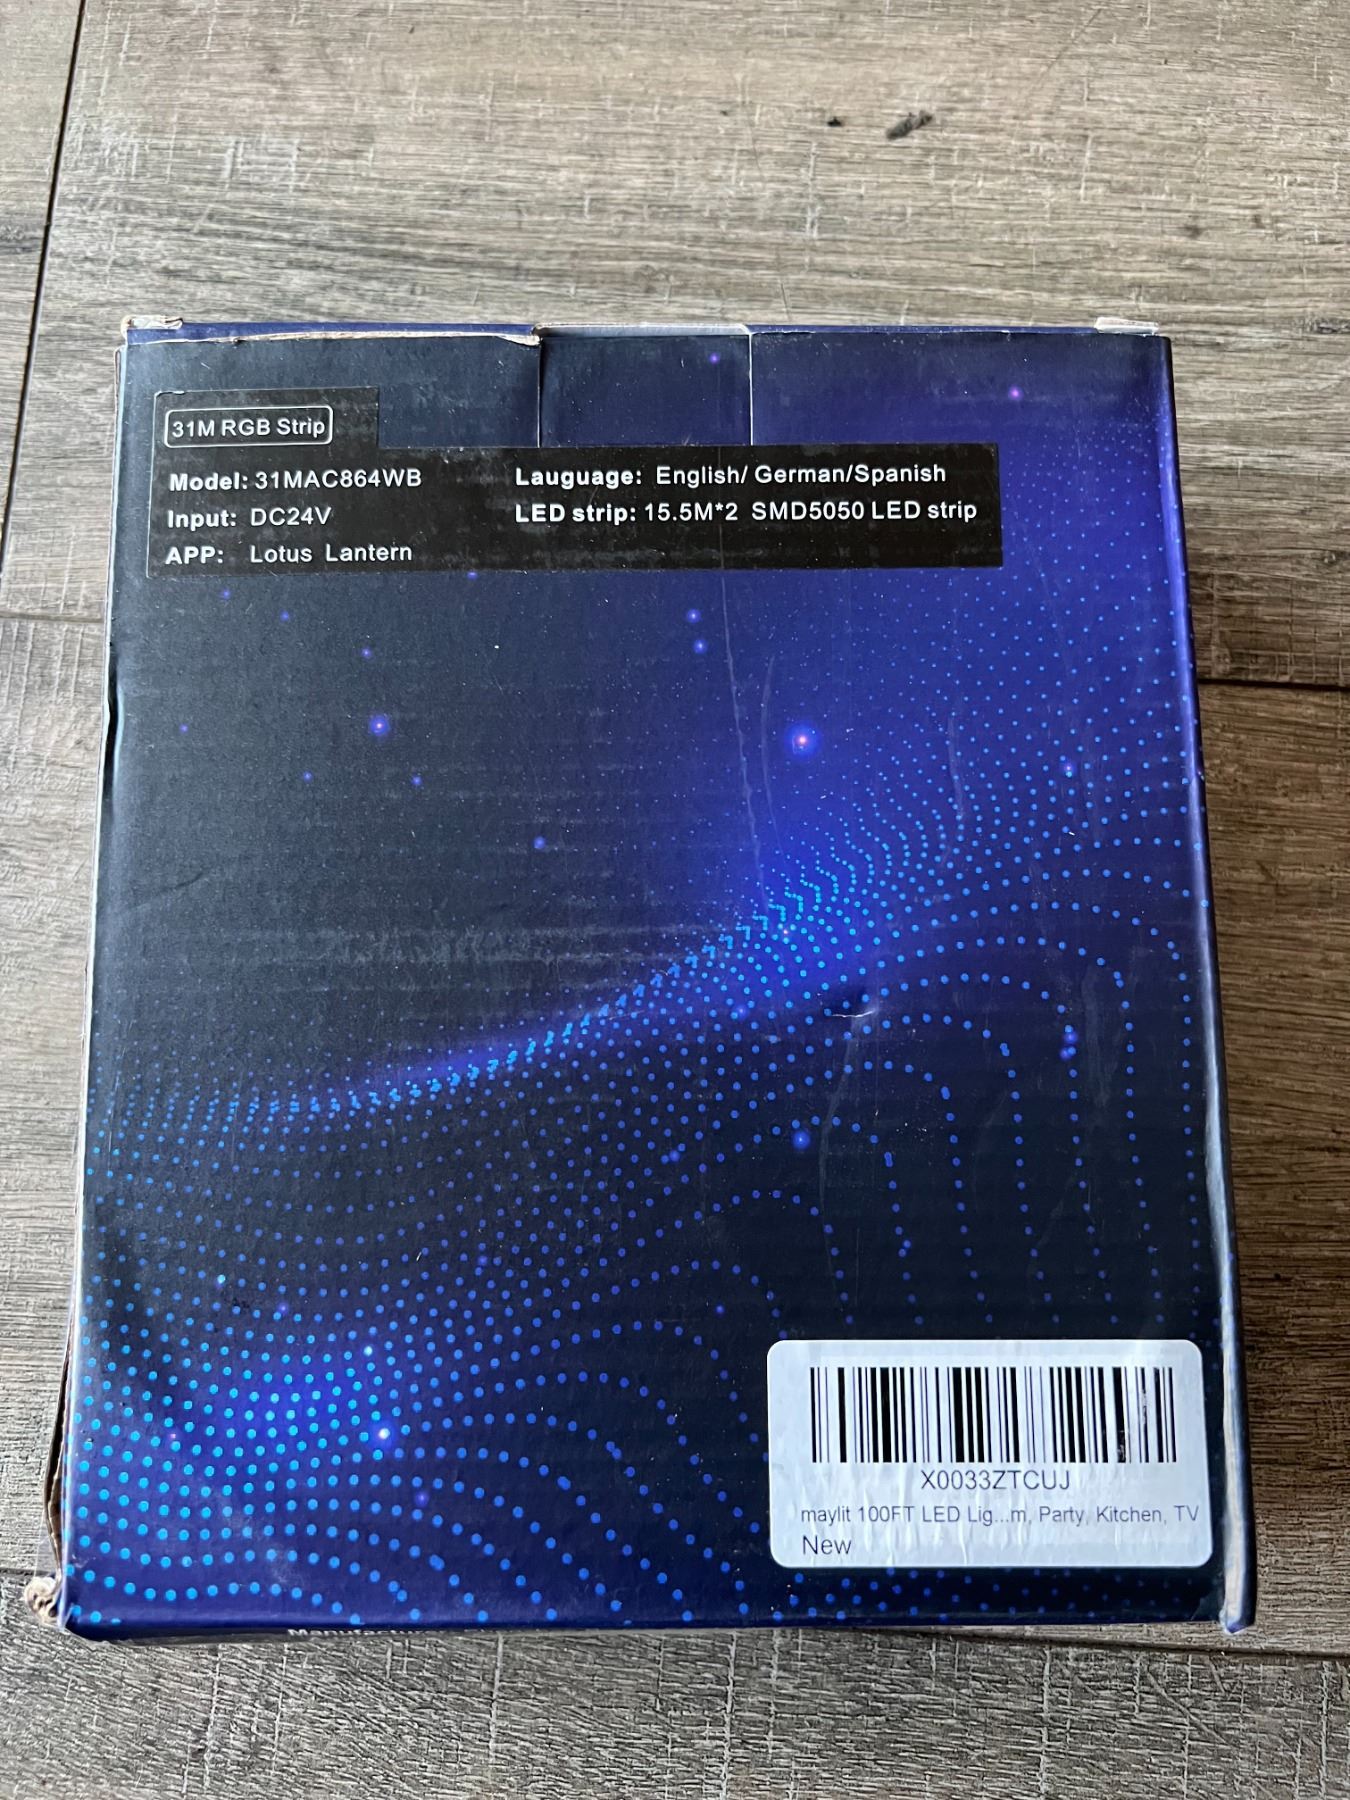 31M RGB Strip
Model: 31MAC864WB
Input: DC24V
APP: Lotus Lantern
Lauguage: English/ German/Spanish
LED strip: 15.5M*2 SMD5050 LED strip
X0033ZTCUJ
maylit 100FT LED Lig...m, Party, Kitchen, TV
New